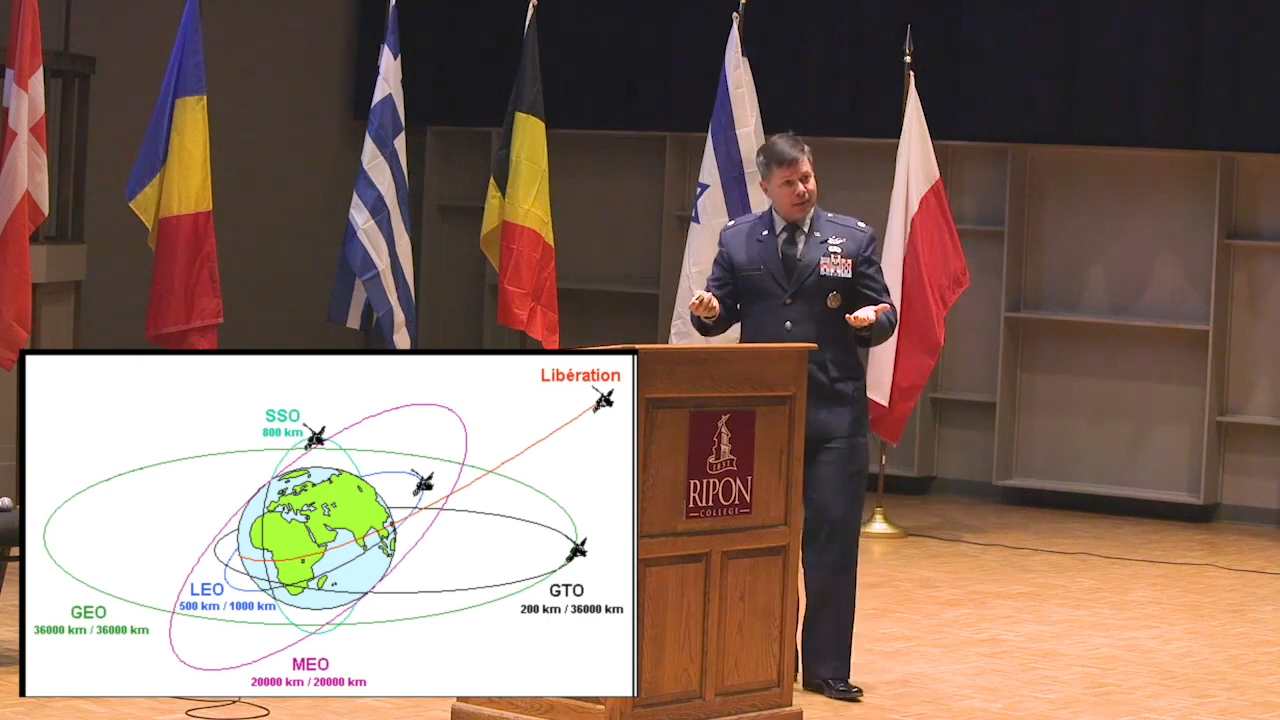 Libération
SSO
800 km
LEO
500 km / 1000 km
GTO
200 km / 36000 km
GEO
36000 km / 36000 km
MEO
20000 km / 20000 km
1851
RIPON
COLLEGE